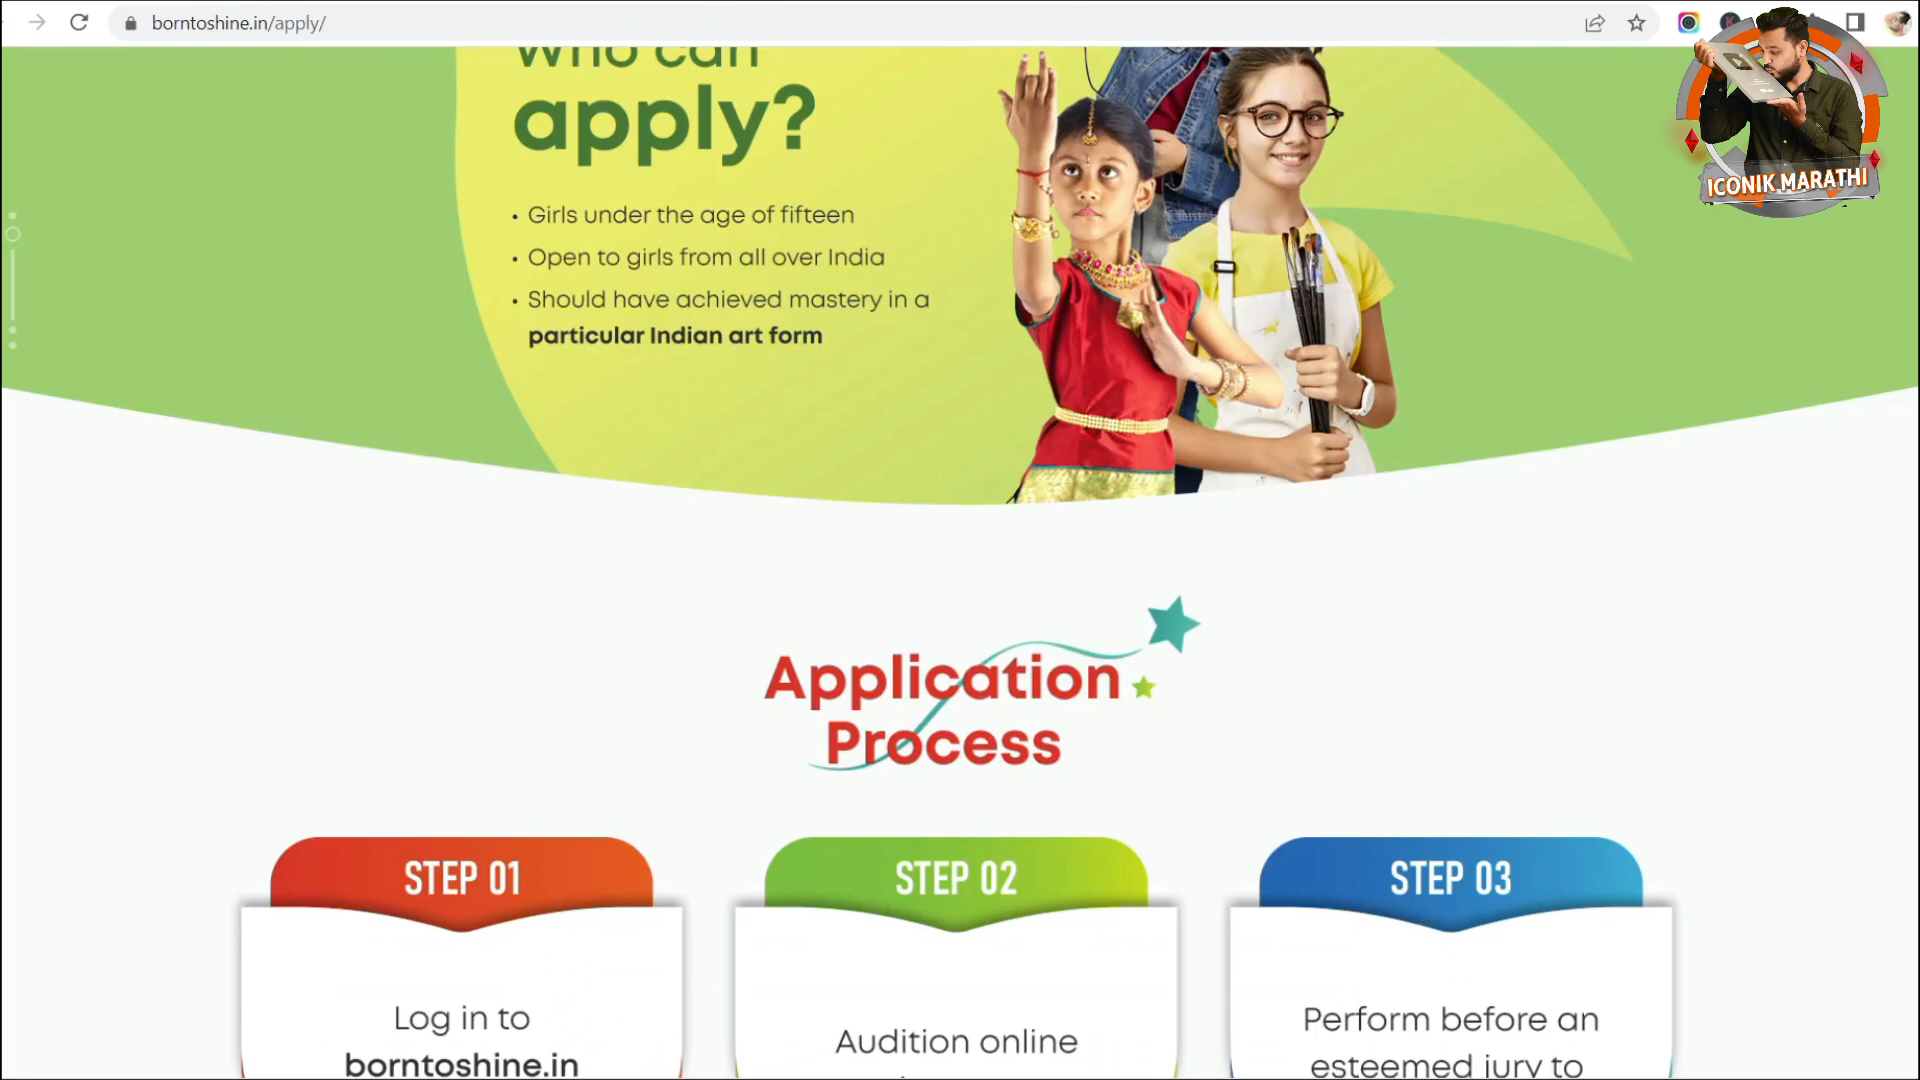 borntoshine.in/apply/
Who can
apply?
• Girls under the age of fifteen
• Open to girls from all over India
• Should have achieved mastery in a
particular Indian art form
ICONIK MARATHI
Application
Process
STEP 01
STEP 02
STEP 03
Log in to
borntoshine.in
Audition online
Perform before an
esteemed jury to